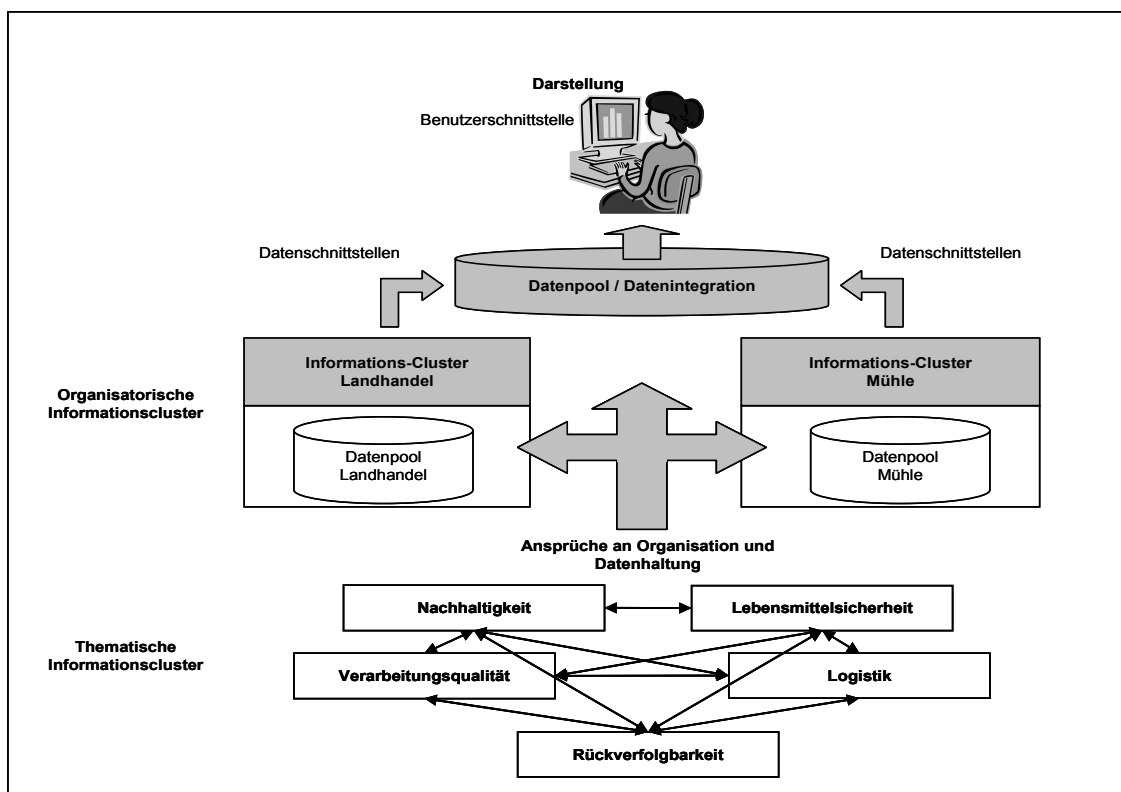 Darstellung
Benutzerschnittstelle
Datenschnittstellen
Datenschnittstellen
Datenpool / Datenintegration
Informations-Cluster
Landhandel
Informations-Cluster
Mühle
Organisatorische
Informationscluster
Datenpool
Landhandel
Datenpool
Mühle
Ansprüche an Organisation und
Datenhaltung
Nachhaltigkeit
Lebensmittelsicherheit
Thematische
Informationscluster
Verarbeitungsqualität
Logistik
Rückverfolgbarkeit